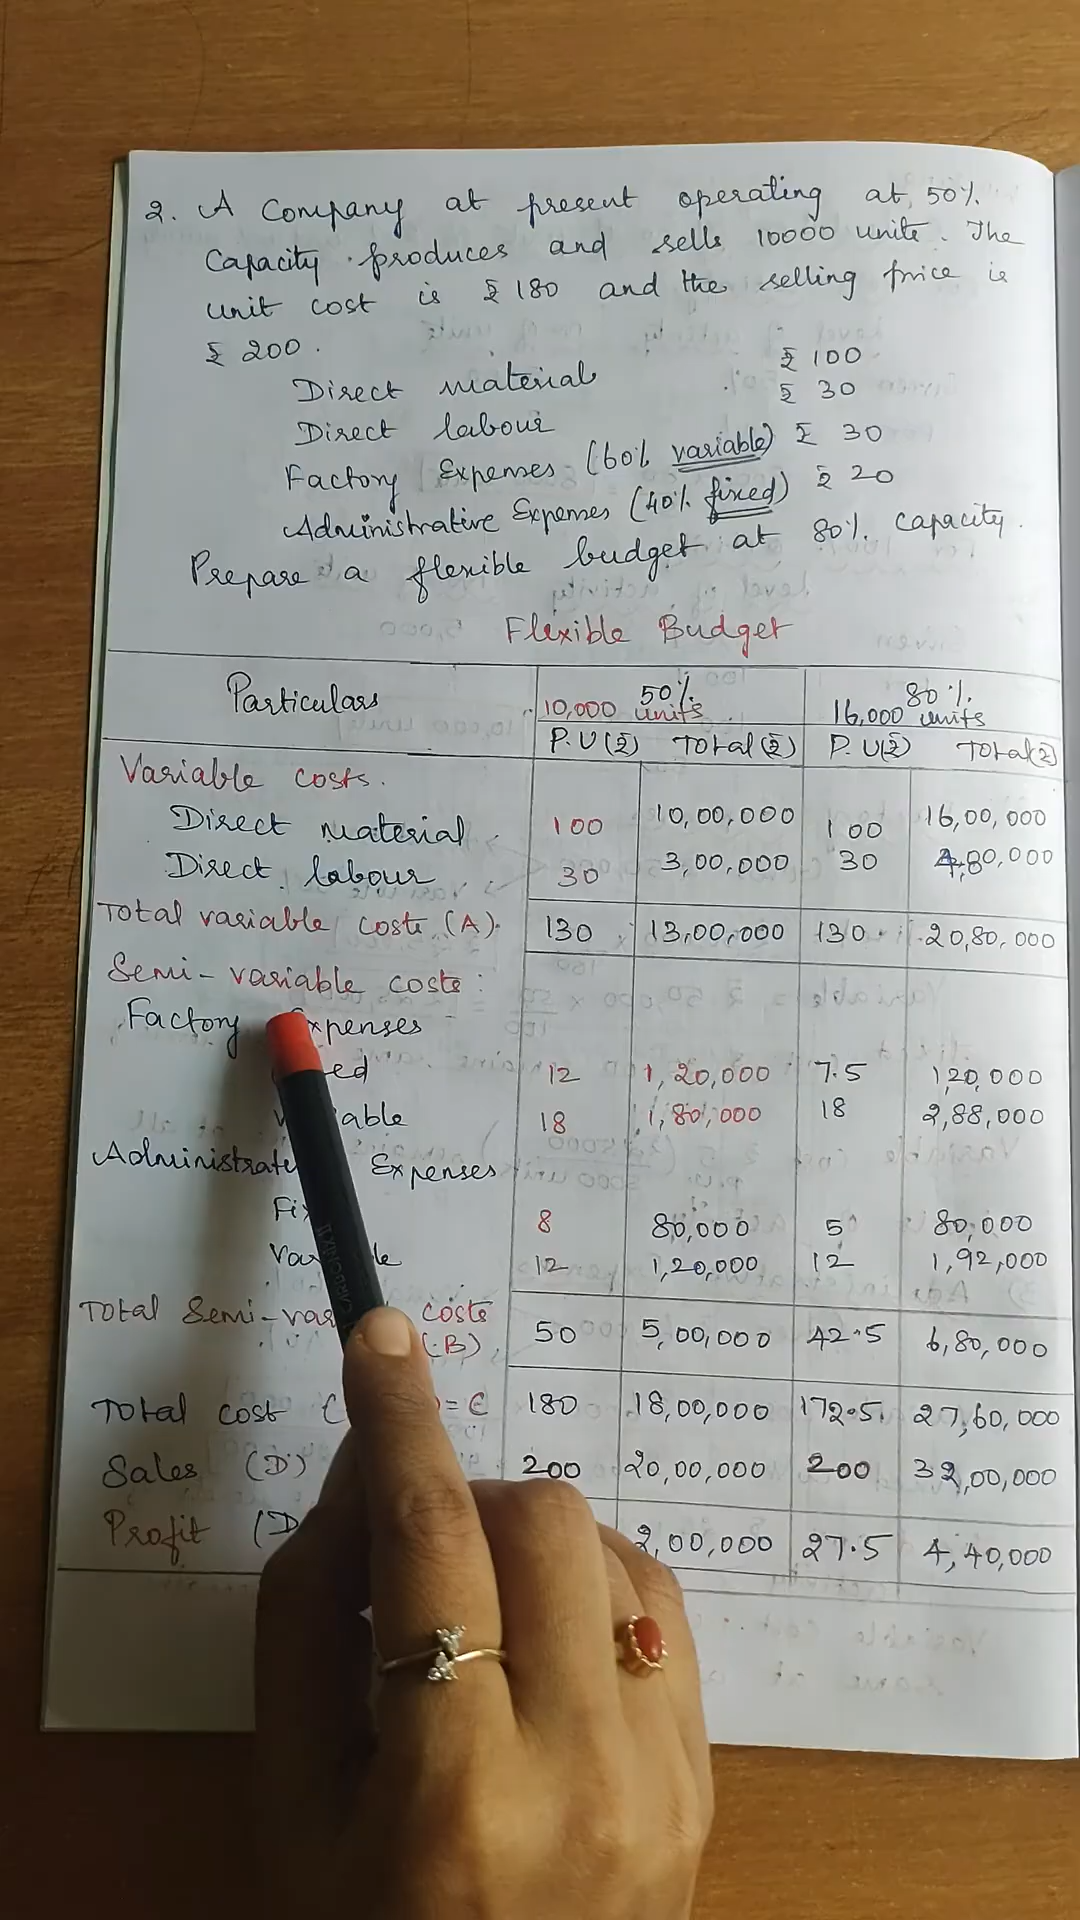 2. A Company at present operating at 50%
Capacity produces and sells 10000 units. The
unit cost is ₹ 180 and the selling price is
₹ 200.
Direct material ₹ 100
Direct labour ₹ 30
Factory Expenses (60% variable) ₹ 30
Administrative Expenses (40% fixed) ₹ 20
Prepare a flexible budget at 80% capacity.
Flexible Budget
Particulars 50% 80%
10,000 units 16,000 units
P.U(₹) Total(₹) P.U(₹) Total(₹)
Variable costs.
Direct material 100 10,00,000 100 16,00,000
Direct labour 30 3,00,000 30 4,80,000
Total variable costs (A). 130 13,00,000 130 20,80,000
Semi-variable costs:
Factory Expenses
12 1,20,000 7.5 1,20,000
18 1,80,000 18 2,88,000
Expenses
8 80,000 5 80,000
12 1,20,000 12 1,92,000
Total costs
(B) 50 5,00,000 42.5 6,80,000
Total cost ( ) = C 180 18,00,000 172.5 27,60,000
Sales (D) 200 20,00,000 200 32,00,000
Profit (D 2,00,000 27.5 4,40,000
CARBONIX